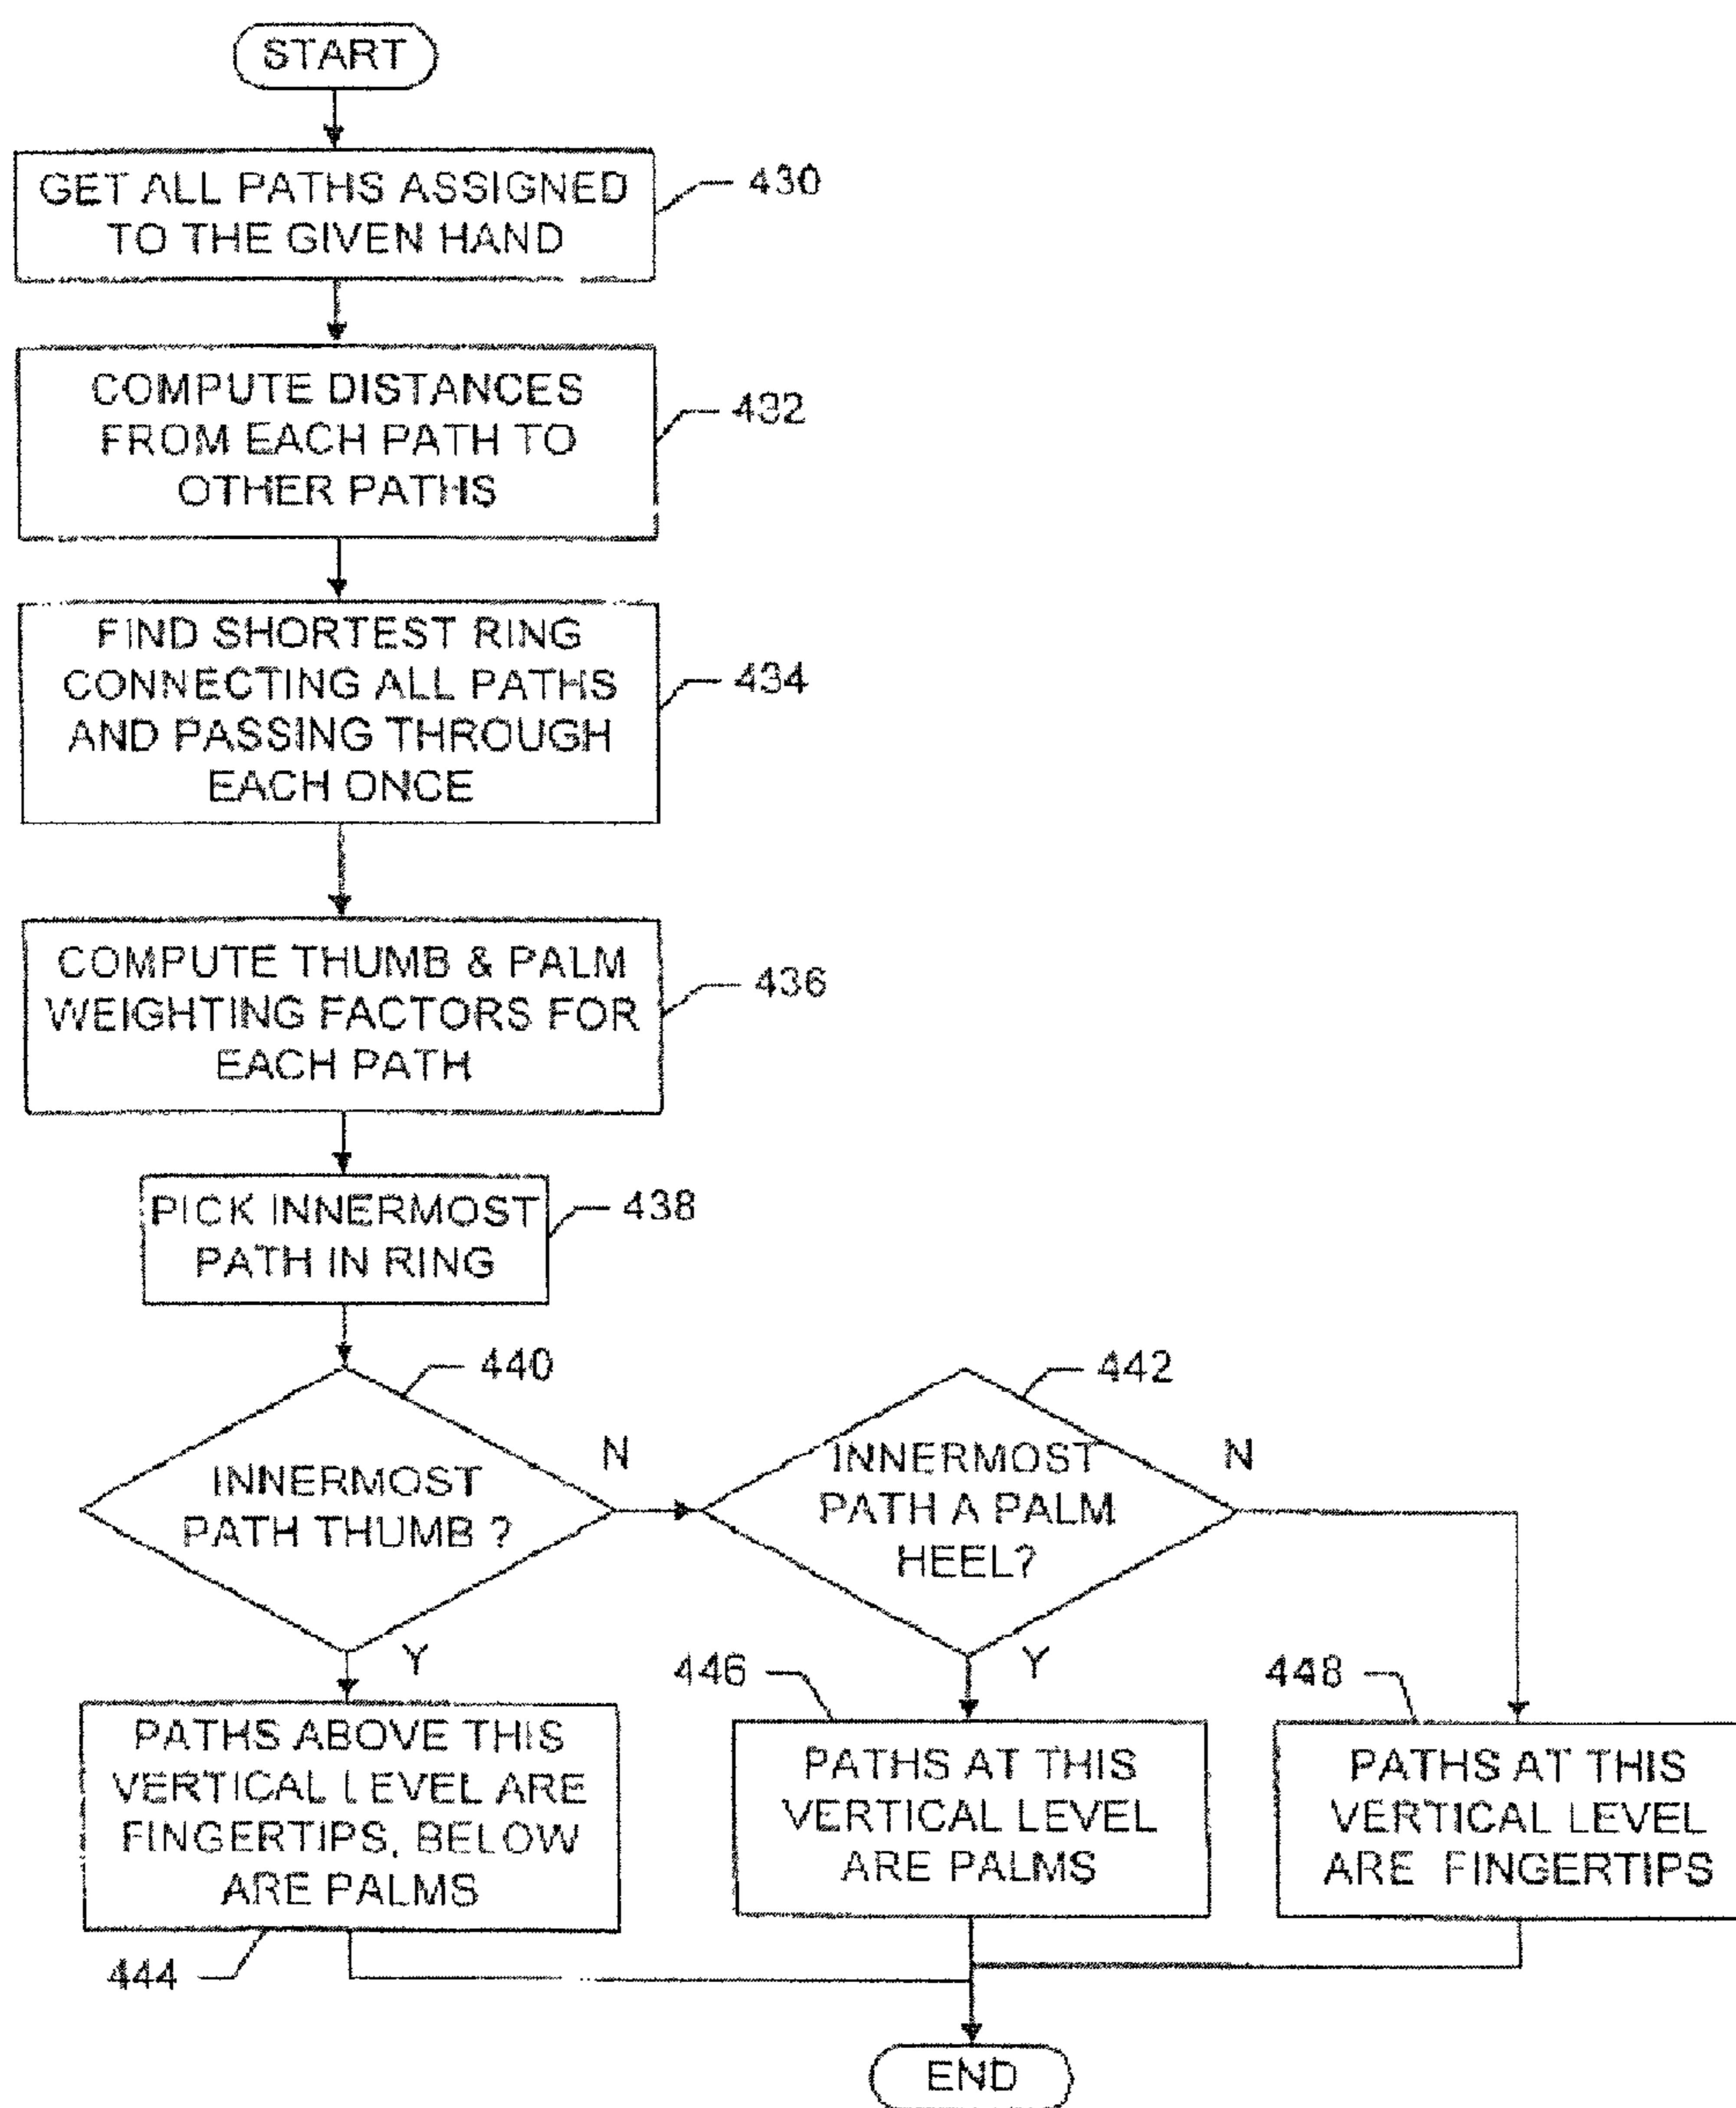 START
GET ALL PATHS ASSIGNED
TO THE GIVEN HAND
430
COMPUTE DISTANCES
FROM EACH PATH TO
OTHER PATHS
432
FIND SHORTEST RING
CONNECTING ALL PATHS
AND PASSING THROUGH
EACH ONCE
434
COMPUTE THUMB & PALM
WEIGHTING FACTORS FOR
EACH PATH
436
PICK INNERMOST
PATH IN RING
438
440
INNERMOST
PATH THUMB ?
N
Y
442
INNERMOST
PATH A PALM
HEEL?
N
Y
PATHS ABOVE THIS
VERTICAL LEVEL ARE
FINGERTIPS, BELOW
ARE PALMS
444
446
PATHS AT THIS
VERTICAL LEVEL
ARE PALMS
448
PATHS AT THIS
VERTICAL LEVEL
ARE FINGERTIPS
END